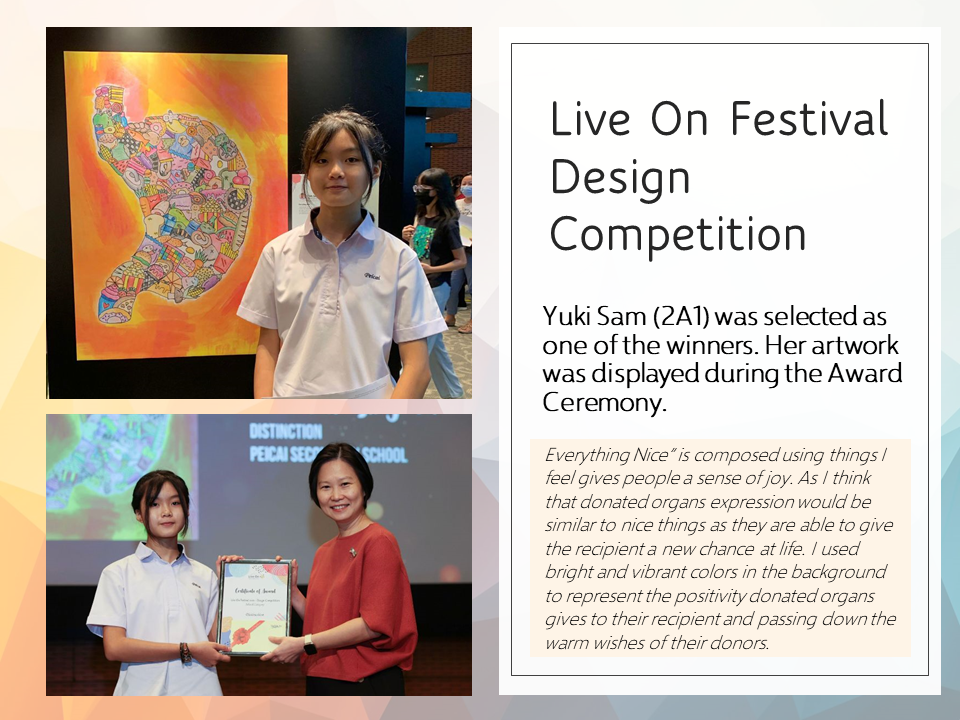 Live On Festival
Design
Competition
Yuki Sam (2A1) was selected as
one of the winners. Her artwork
was displayed during the Award
Ceremony.
Everything Nice" is composed using things I
feel gives people a sense of joy. As I think
that donated organs expression would be
similar to nice things as they are able to give
the recipient a new chance at life. I used
bright and vibrant colors in the background
to represent the positivity donated organs
gives to their recipient and passing down the
warm wishes of their donors.
Peicai
DISTINCTION
PEICAI SCHOOL
Certificate of Award